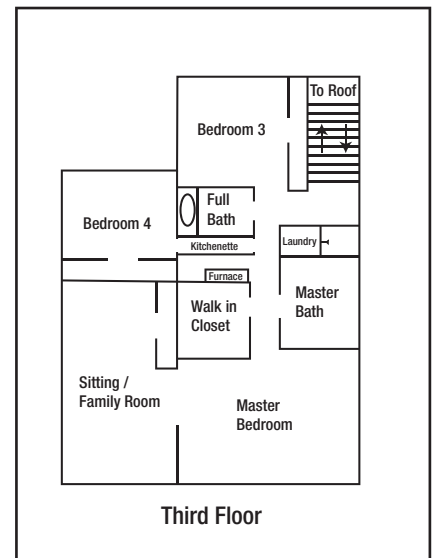 To Roof
Bedroom 3
Full
Bath
Bedroom 4
Kitchenette
Laundry
Furnace
Walk in
Closet
Master
Bath
Sitting /
Family Room
Master
Bedroom
Third Floor